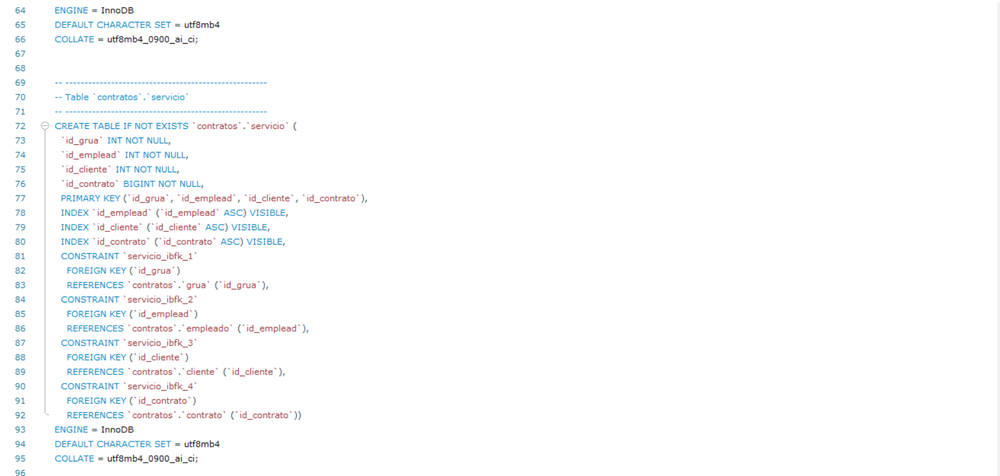 64 ENGINE = InnoDB
65 DEFAULT CHARACTER SET = utf8mb4
66 COLLATE = utf8mb4_0900_ai_ci;
67
68
69 -- -----------------------------------------------------
70 -- Table `contratos`.`servicio`
71 -- -----------------------------------------------------
72 CREATE TABLE IF NOT EXISTS `contratos`.`servicio` (
73 `id_grua` INT NOT NULL,
74 `id_emplead` INT NOT NULL,
75 `id_cliente` INT NOT NULL,
76 `id_contrato` BIGINT NOT NULL,
77 PRIMARY KEY (`id_grua`, `id_emplead`, `id_cliente`, `id_contrato`),
78 INDEX `id_emplead` (`id_emplead` ASC) VISIBLE,
79 INDEX `id_cliente` (`id_cliente` ASC) VISIBLE,
80 INDEX `id_contrato` (`id_contrato` ASC) VISIBLE,
81 CONSTRAINT `servicio_ibfk_1`
82 FOREIGN KEY (`id_grua`)
83 REFERENCES `contratos`.`grua` (`id_grua`),
84 CONSTRAINT `servicio_ibfk_2`
85 FOREIGN KEY (`id_emplead`)
86 REFERENCES `contratos`.`empleado` (`id_emplead`),
87 CONSTRAINT `servicio_ibfk_3`
88 FOREIGN KEY (`id_cliente`)
89 REFERENCES `contratos`.`cliente` (`id_cliente`),
90 CONSTRAINT `servicio_ibfk_4`
91 FOREIGN KEY (`id_contrato`)
92 REFERENCES `contratos`.`contrato` (`id_contrato`))
93 ENGINE = InnoDB
94 DEFAULT CHARACTER SET = utf8mb4
95 COLLATE = utf8mb4_0900_ai_ci;
96